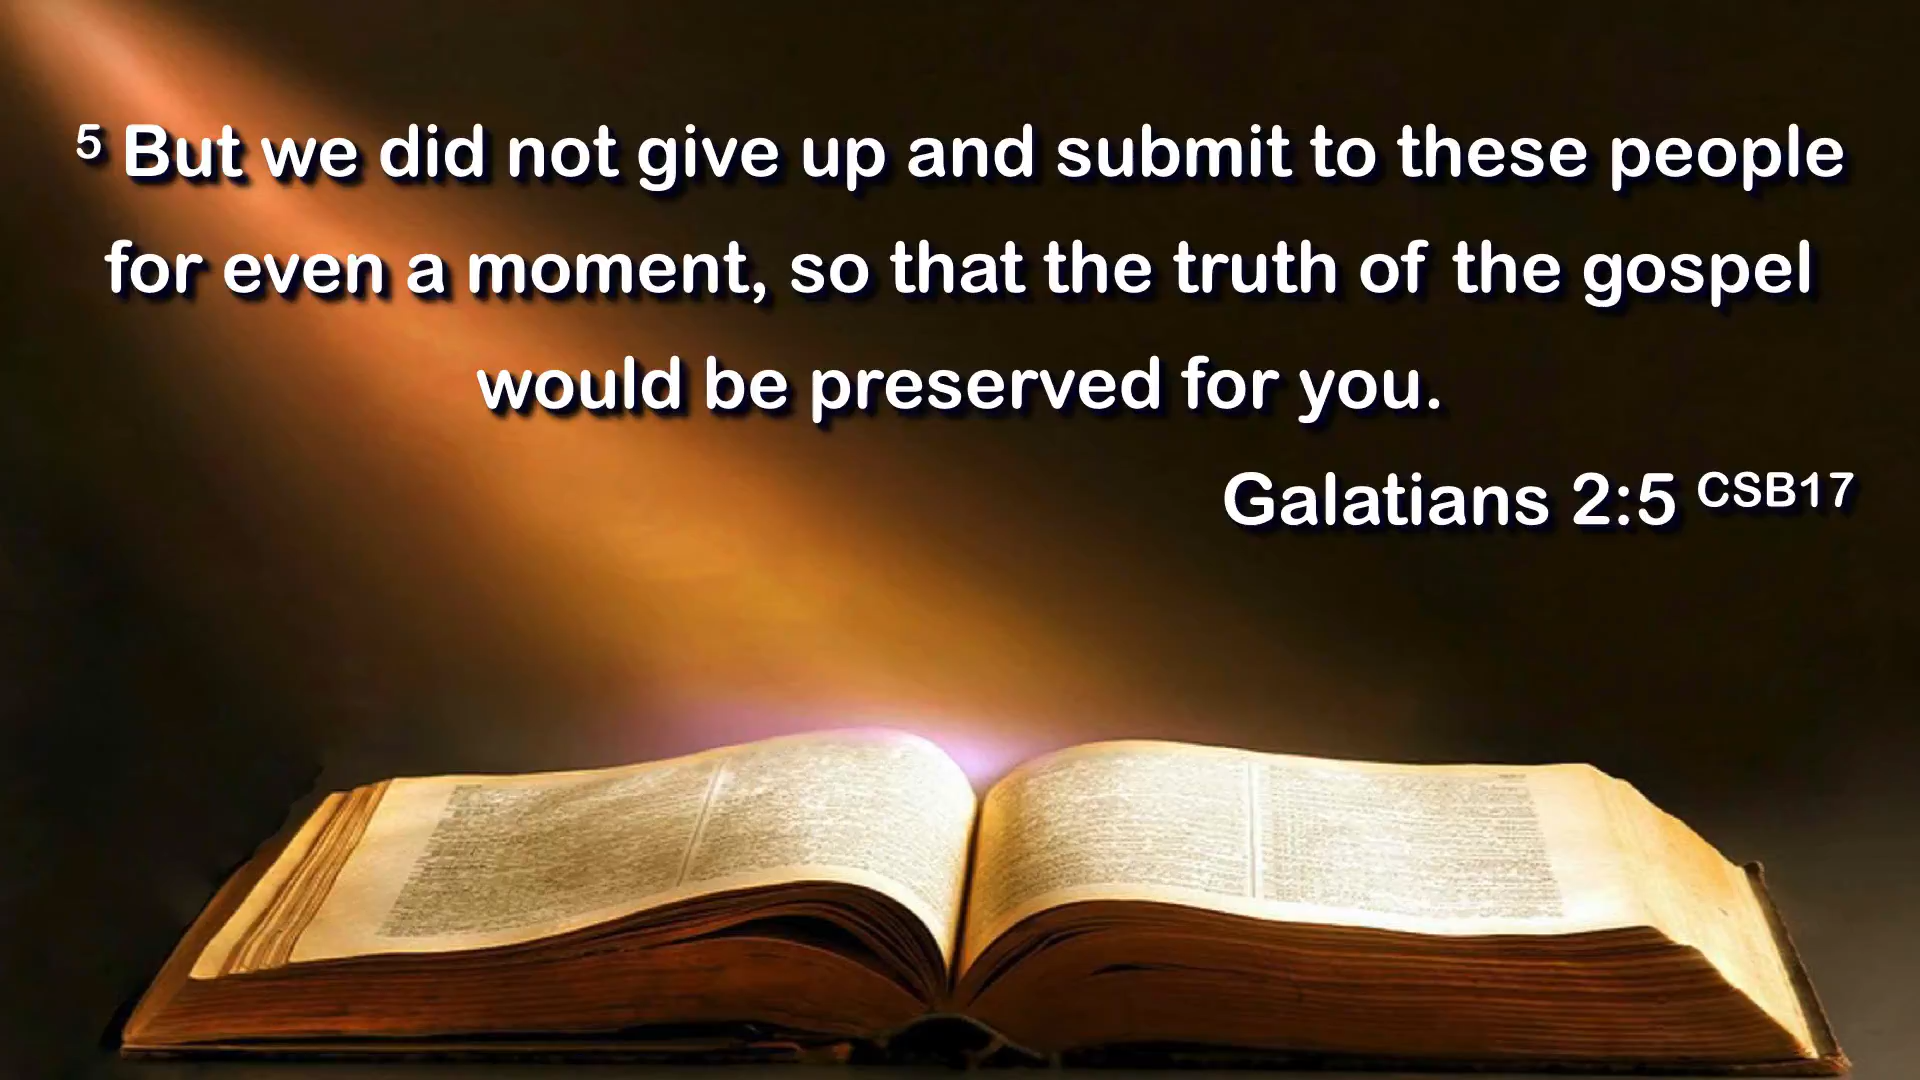 5 But we did not give up and submit to these people
for even a moment, so that the truth of the gospel
would be preserved for you.
Galatians 2:5 CSB17